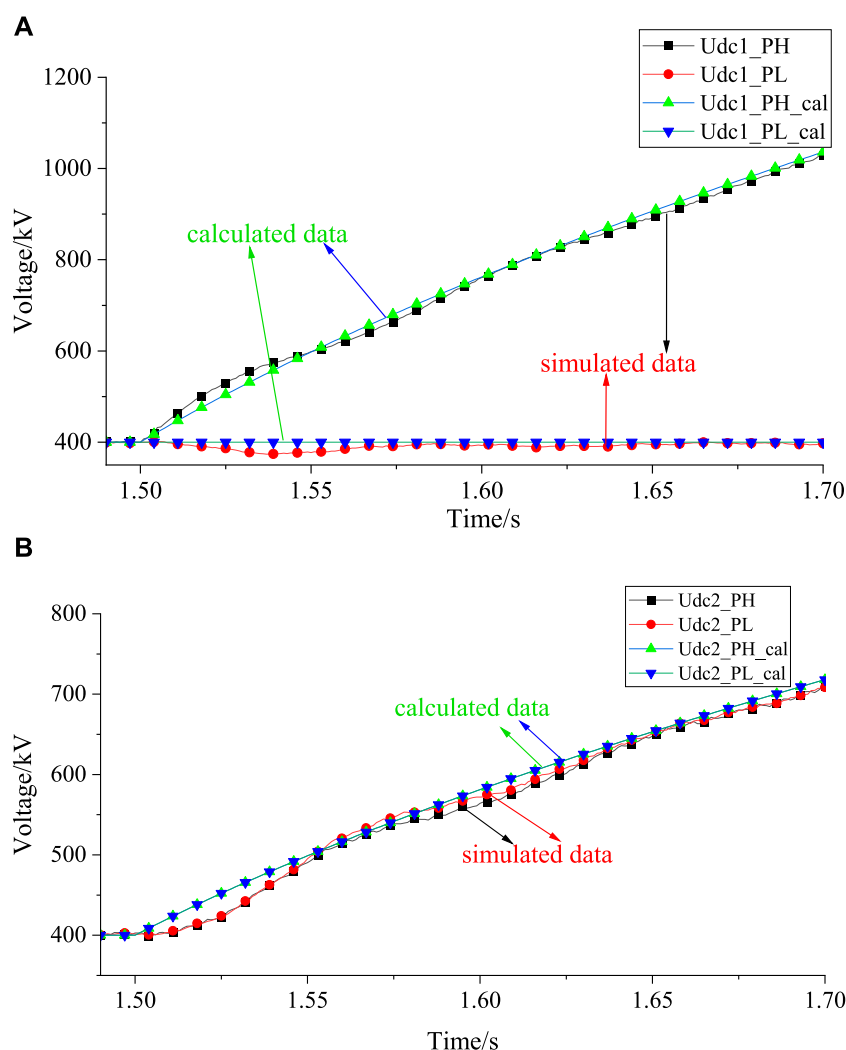 A
Udc1_PH
Udc1_PL
Udc1_PH_cal
Udc1_PL_cal
1200
1000
800
600
400
Voltage/kV
calculated data
simulated data
1.50
1.55
1.60
1.65
1.70
Time/s
B
Udc2_PH
Udc2_PL
Udc2_PH_cal
Udc2_PL_cal
800
700
600
500
400
Voltage/kV
calculated data
simulated data
1.50
1.55
1.60
1.65
1.70
Time/s